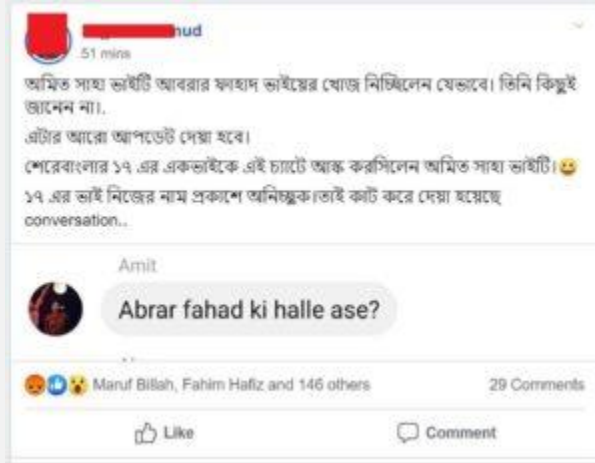 nud
51 mins
অমিত সাহা ভাইটি আবরার ফাহাদ ভাইয়ের খোজ নিচ্ছিলেন যেভাবে। তিনি কিছুই
জানেন না।.
এটার আরো আপডেট দেয়া হবে।
শেরেবাংলার ১৭ এর একভাইকে এই চ্যাটে আস্ক করসিলেন অমিত সাহা ভাইটি।😀
১৭ এর ভাই নিজের নাম প্রকাশে অনিচ্ছুক।তাই কাট করে দেয়া হয়েছে
conversation..
Amit
Abrar fahad ki halle ase?
Maruf Billah, Fahim Hafiz and 146 others 29 Comments
Like Comment